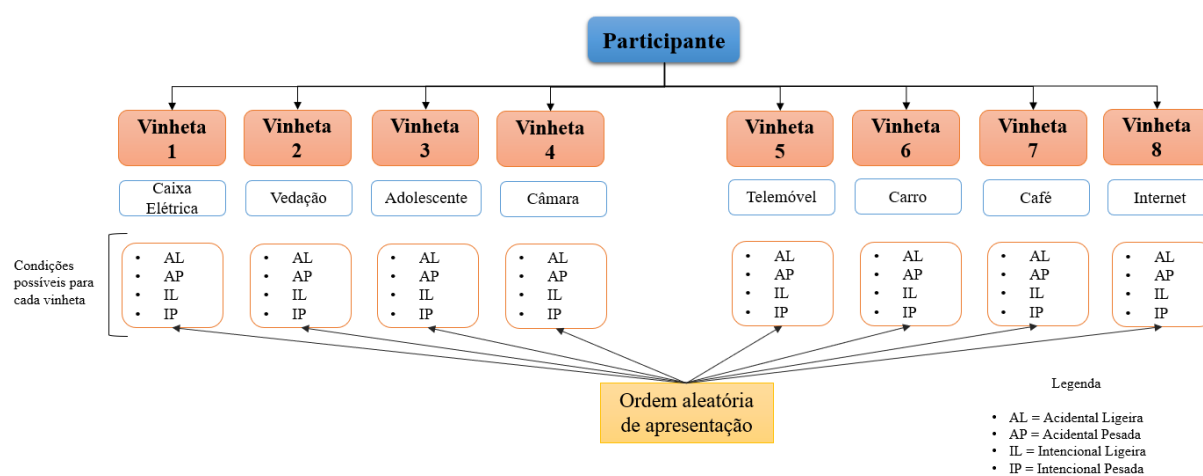 Participante
Vinheta
1
Vinheta
2
Vinheta
3
Vinheta
4
Vinheta
5
Vinheta
6
Vinheta
7
Vinheta
8
Caixa
Elétrica
Vedação
Adolescente
Câmara
Telemóvel
Carro
Café
Internet
Condições
possíveis para
cada vinheta
• AL
• AP
• IL
• IP
• AL
• AP
• IL
• IP
• AL
• AP
• IL
• IP
• AL
• AP
• IL
• IP
• AL
• AP
• IL
• IP
• AL
• AP
• IL
• IP
• AL
• AP
• IL
• IP
• AL
• AP
• IL
• IP
Ordem aleatória
de apresentação
Legenda
• AL = Acidental Ligeira
• AP = Acidental Pesada
• IL = Intencional Ligeira
• IP = Intencional Pesada